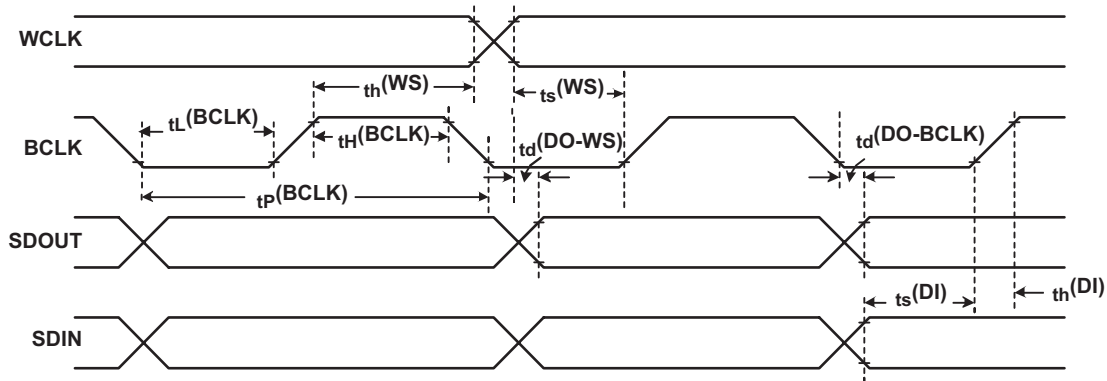 WCLK
th(WS)
ts(WS)
tL(BCLK)
BCLK
tH(BCLK)
td(DO-WS)
td(DO-BCLK)
tP(BCLK)
SDOUT
ts(DI)
th(DI)
SDIN